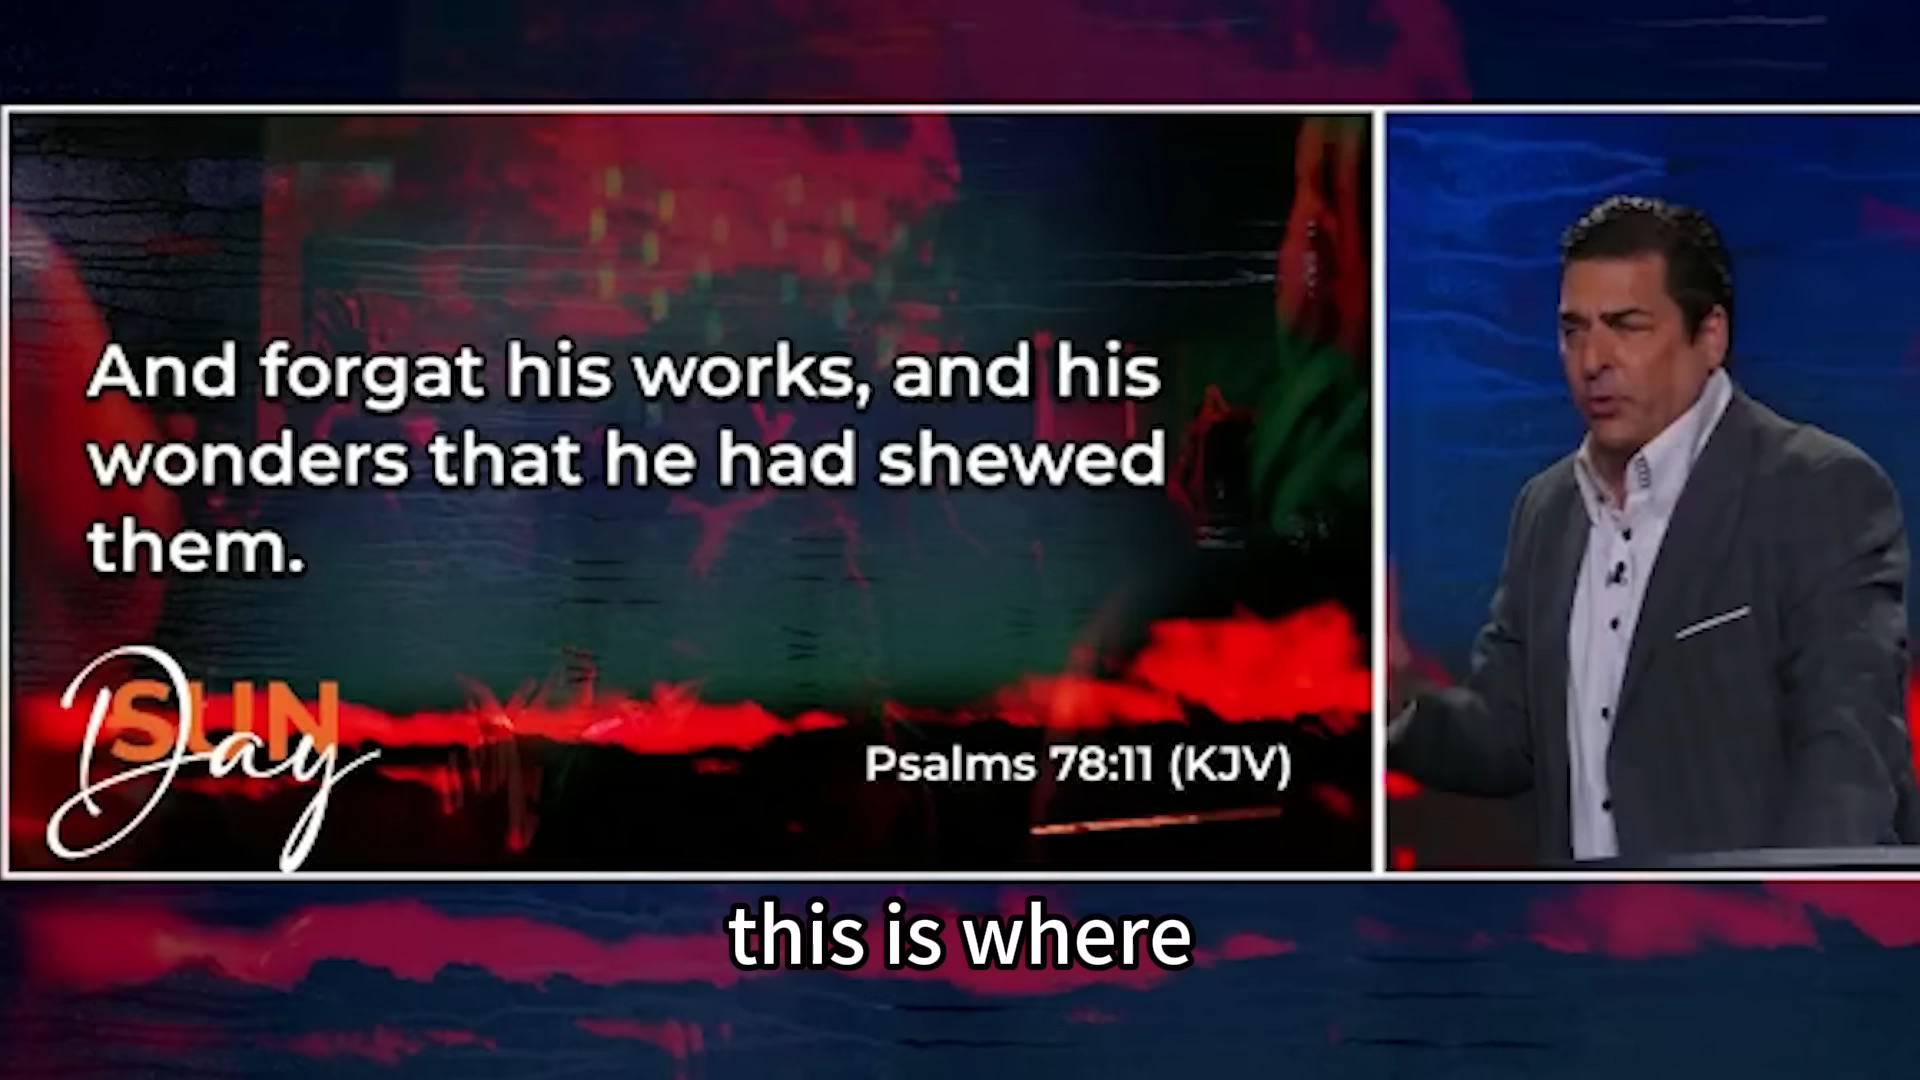 And forgat his works, and his
wonders that he had shewed
them.
SUN
Day
Psalms 78:11 (KJV)
this is where